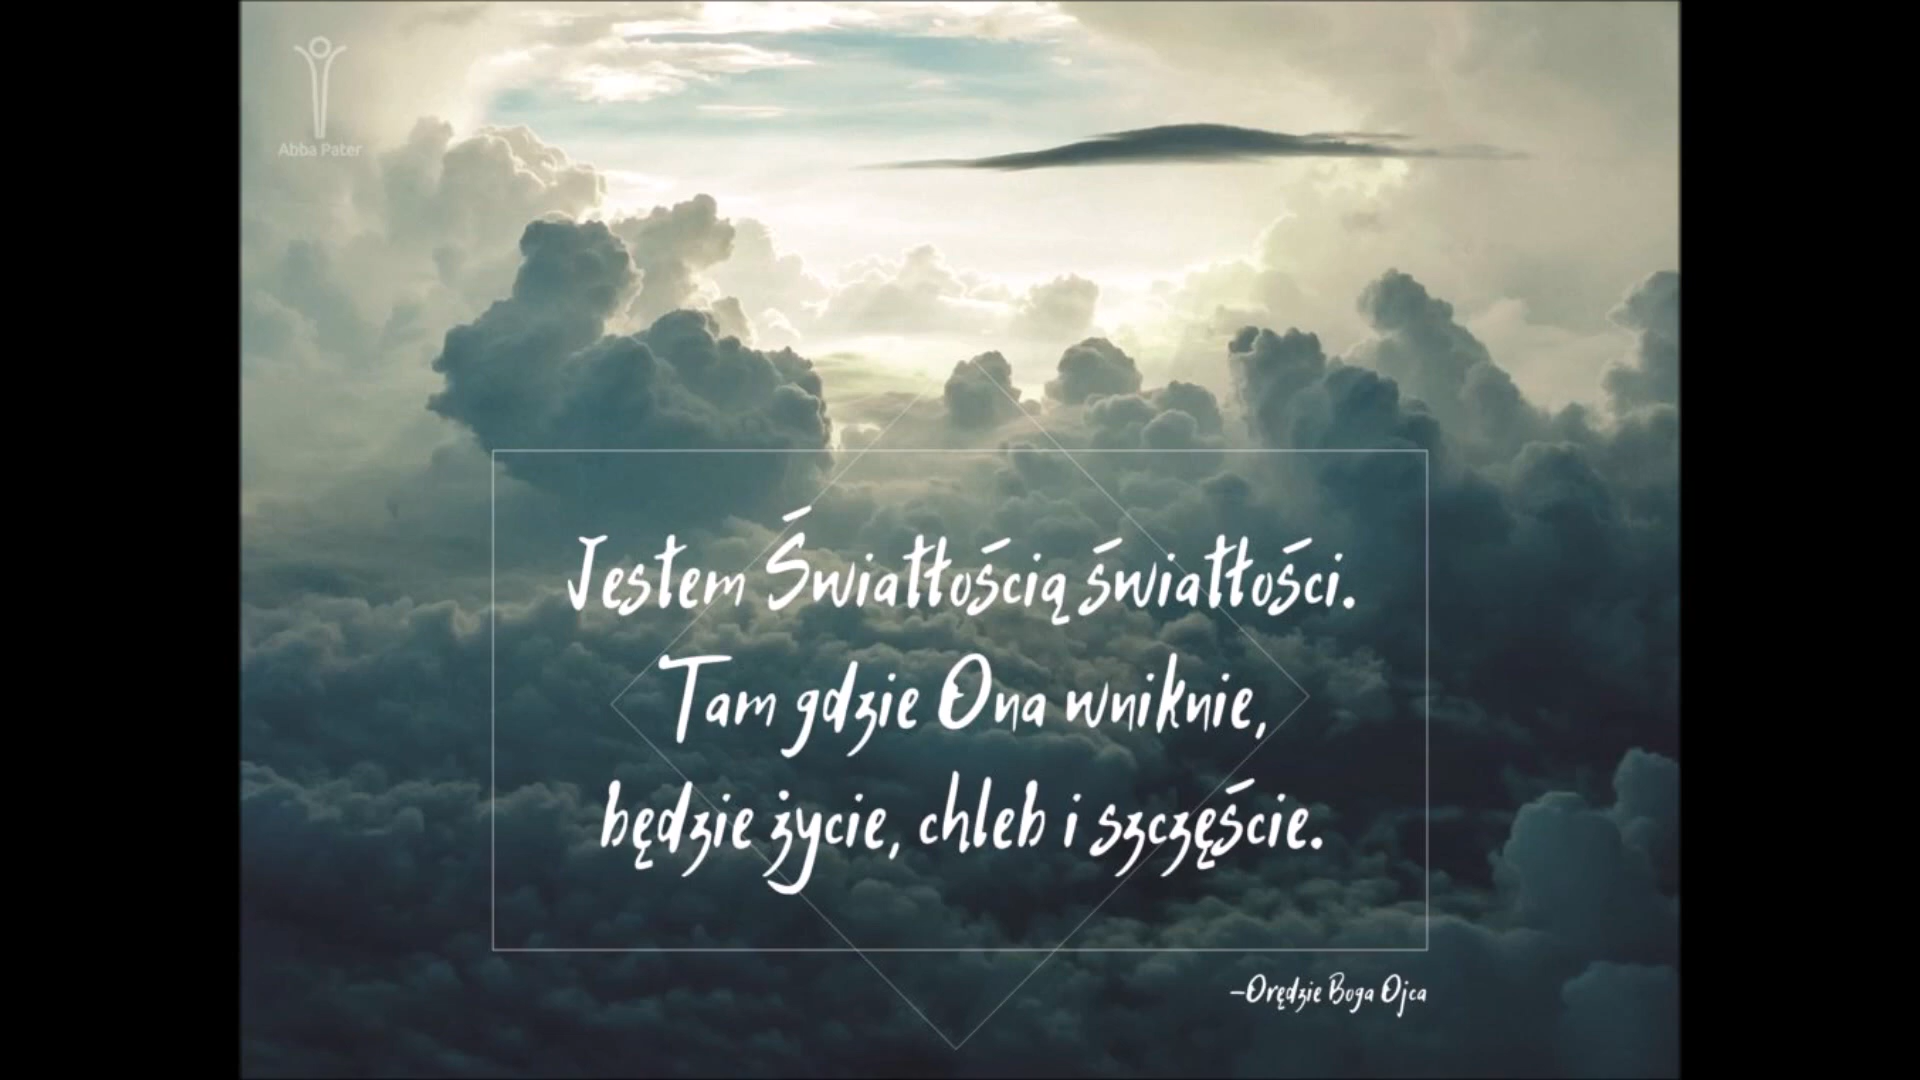 Abba Pater
Jestem Światłością światłości.
Tam gdzie Ona wniknie,
będzie życie, chleb i szczęście.
–Orędzie Boga Ojca